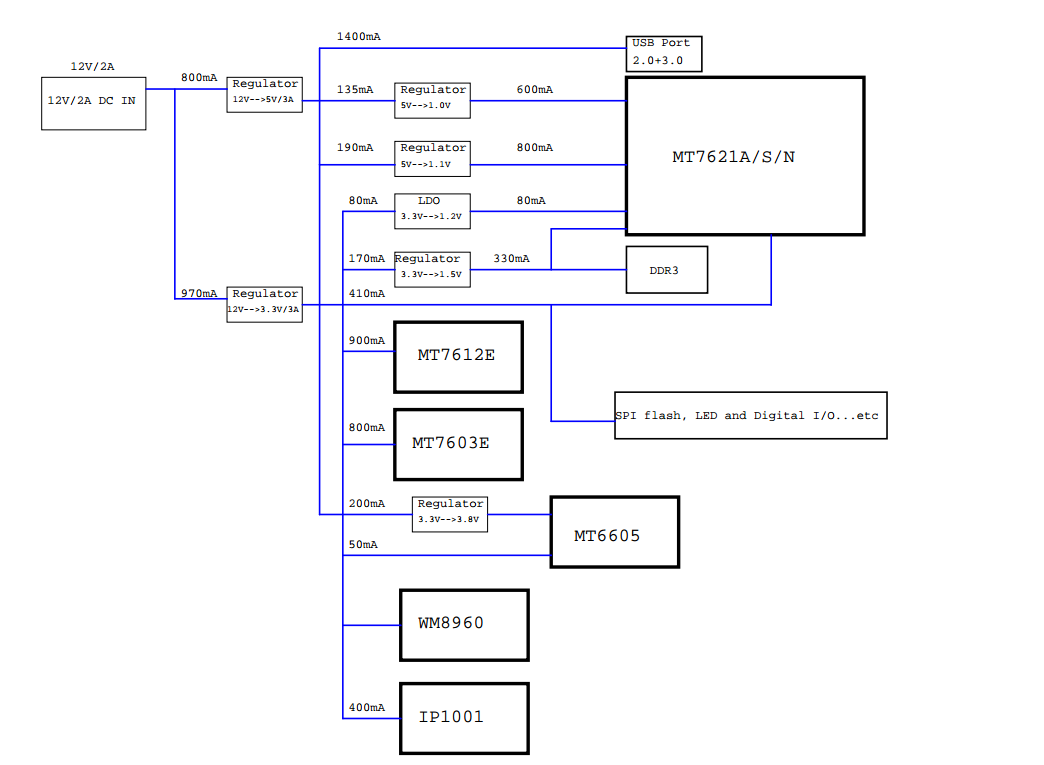 1400mA
USB Port
2.0+3.0
12V/2A
800mA
12V/2A DC IN
Regulator
12V-->5V/3A
135mA
Regulator
5V-->1.0V
600mA
190mA
Regulator
5V-->1.1V
800mA
MT7621A/S/N
80mA
LDO
3.3V-->1.2V
80mA
170mA
Regulator
3.3V-->1.5V
330mA
DDR3
970mA
Regulator
12V-->3.3V/3A
410mA
900mA
MT7612E
SPI flash, LED and Digital I/O...etc
800mA
MT7603E
200mA
Regulator
3.3V-->3.8V
MT6605
50mA
WM8960
400mA
IP1001